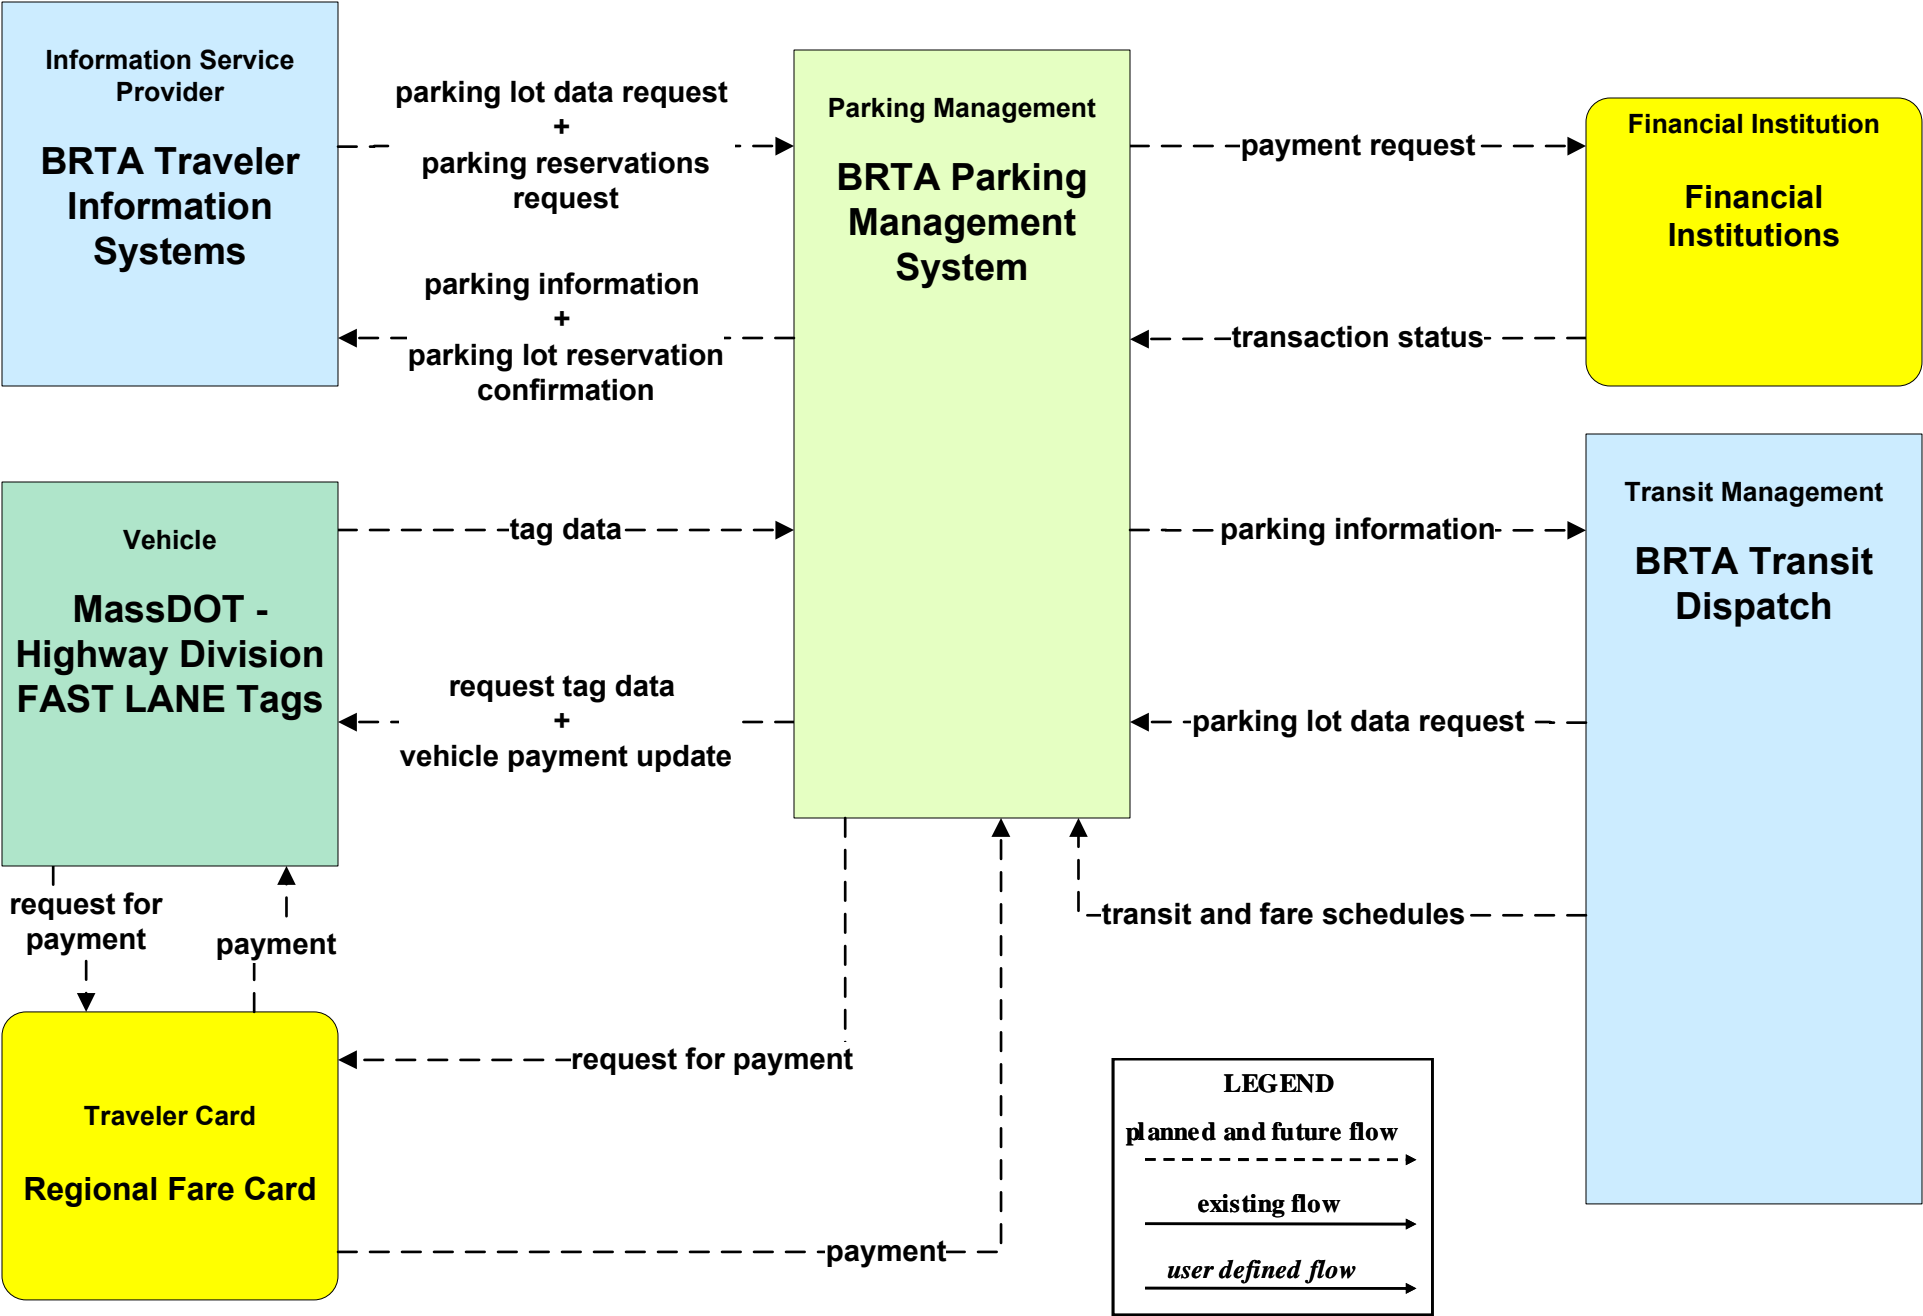 Information Service
Provider
BRTA Traveler
Information
Systems
parking lot data request
+
parking reservations
request
parking information
+
parking lot reservation
confirmation
Parking Management
BRTA Parking
Management
System
payment request
transaction status
Financial Institution
Financial
Institutions
Vehicle
MassDOT -
Highway Division
FAST LANE Tags
tag data
request tag data
+
vehicle payment update
parking information
parking lot data request
transit and fare schedules
Transit Management
BRTA Transit
Dispatch
request for
payment
payment
request for payment
Traveler Card
Regional Fare Card
payment
LEGEND
planned and future flow
existing flow
user defined flow